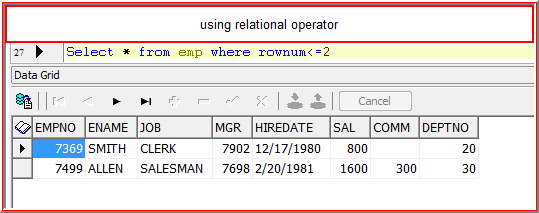 using relational operator
27 Select * from emp where rownum<=2
Data Grid
Cancel
EMPNO ENAME JOB MGR HIREDATE SAL COMM DEPTNO
7369 SMITH CLERK 7902 12/17/1980 800 20
7499 ALLEN SALESMAN 7698 2/20/1981 1600 300 30